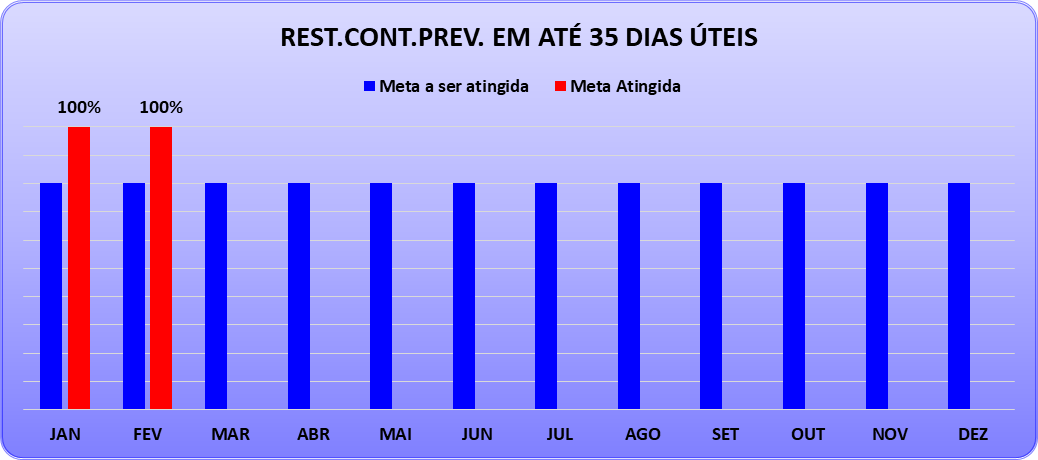 REST.CONT.PREV. EM ATÉ 35 DIAS ÚTEIS
Meta a ser atingida Meta Atingida
100% 100%
JAN FEV MAR ABR MAI JUN JUL AGO SET OUT NOV DEZ